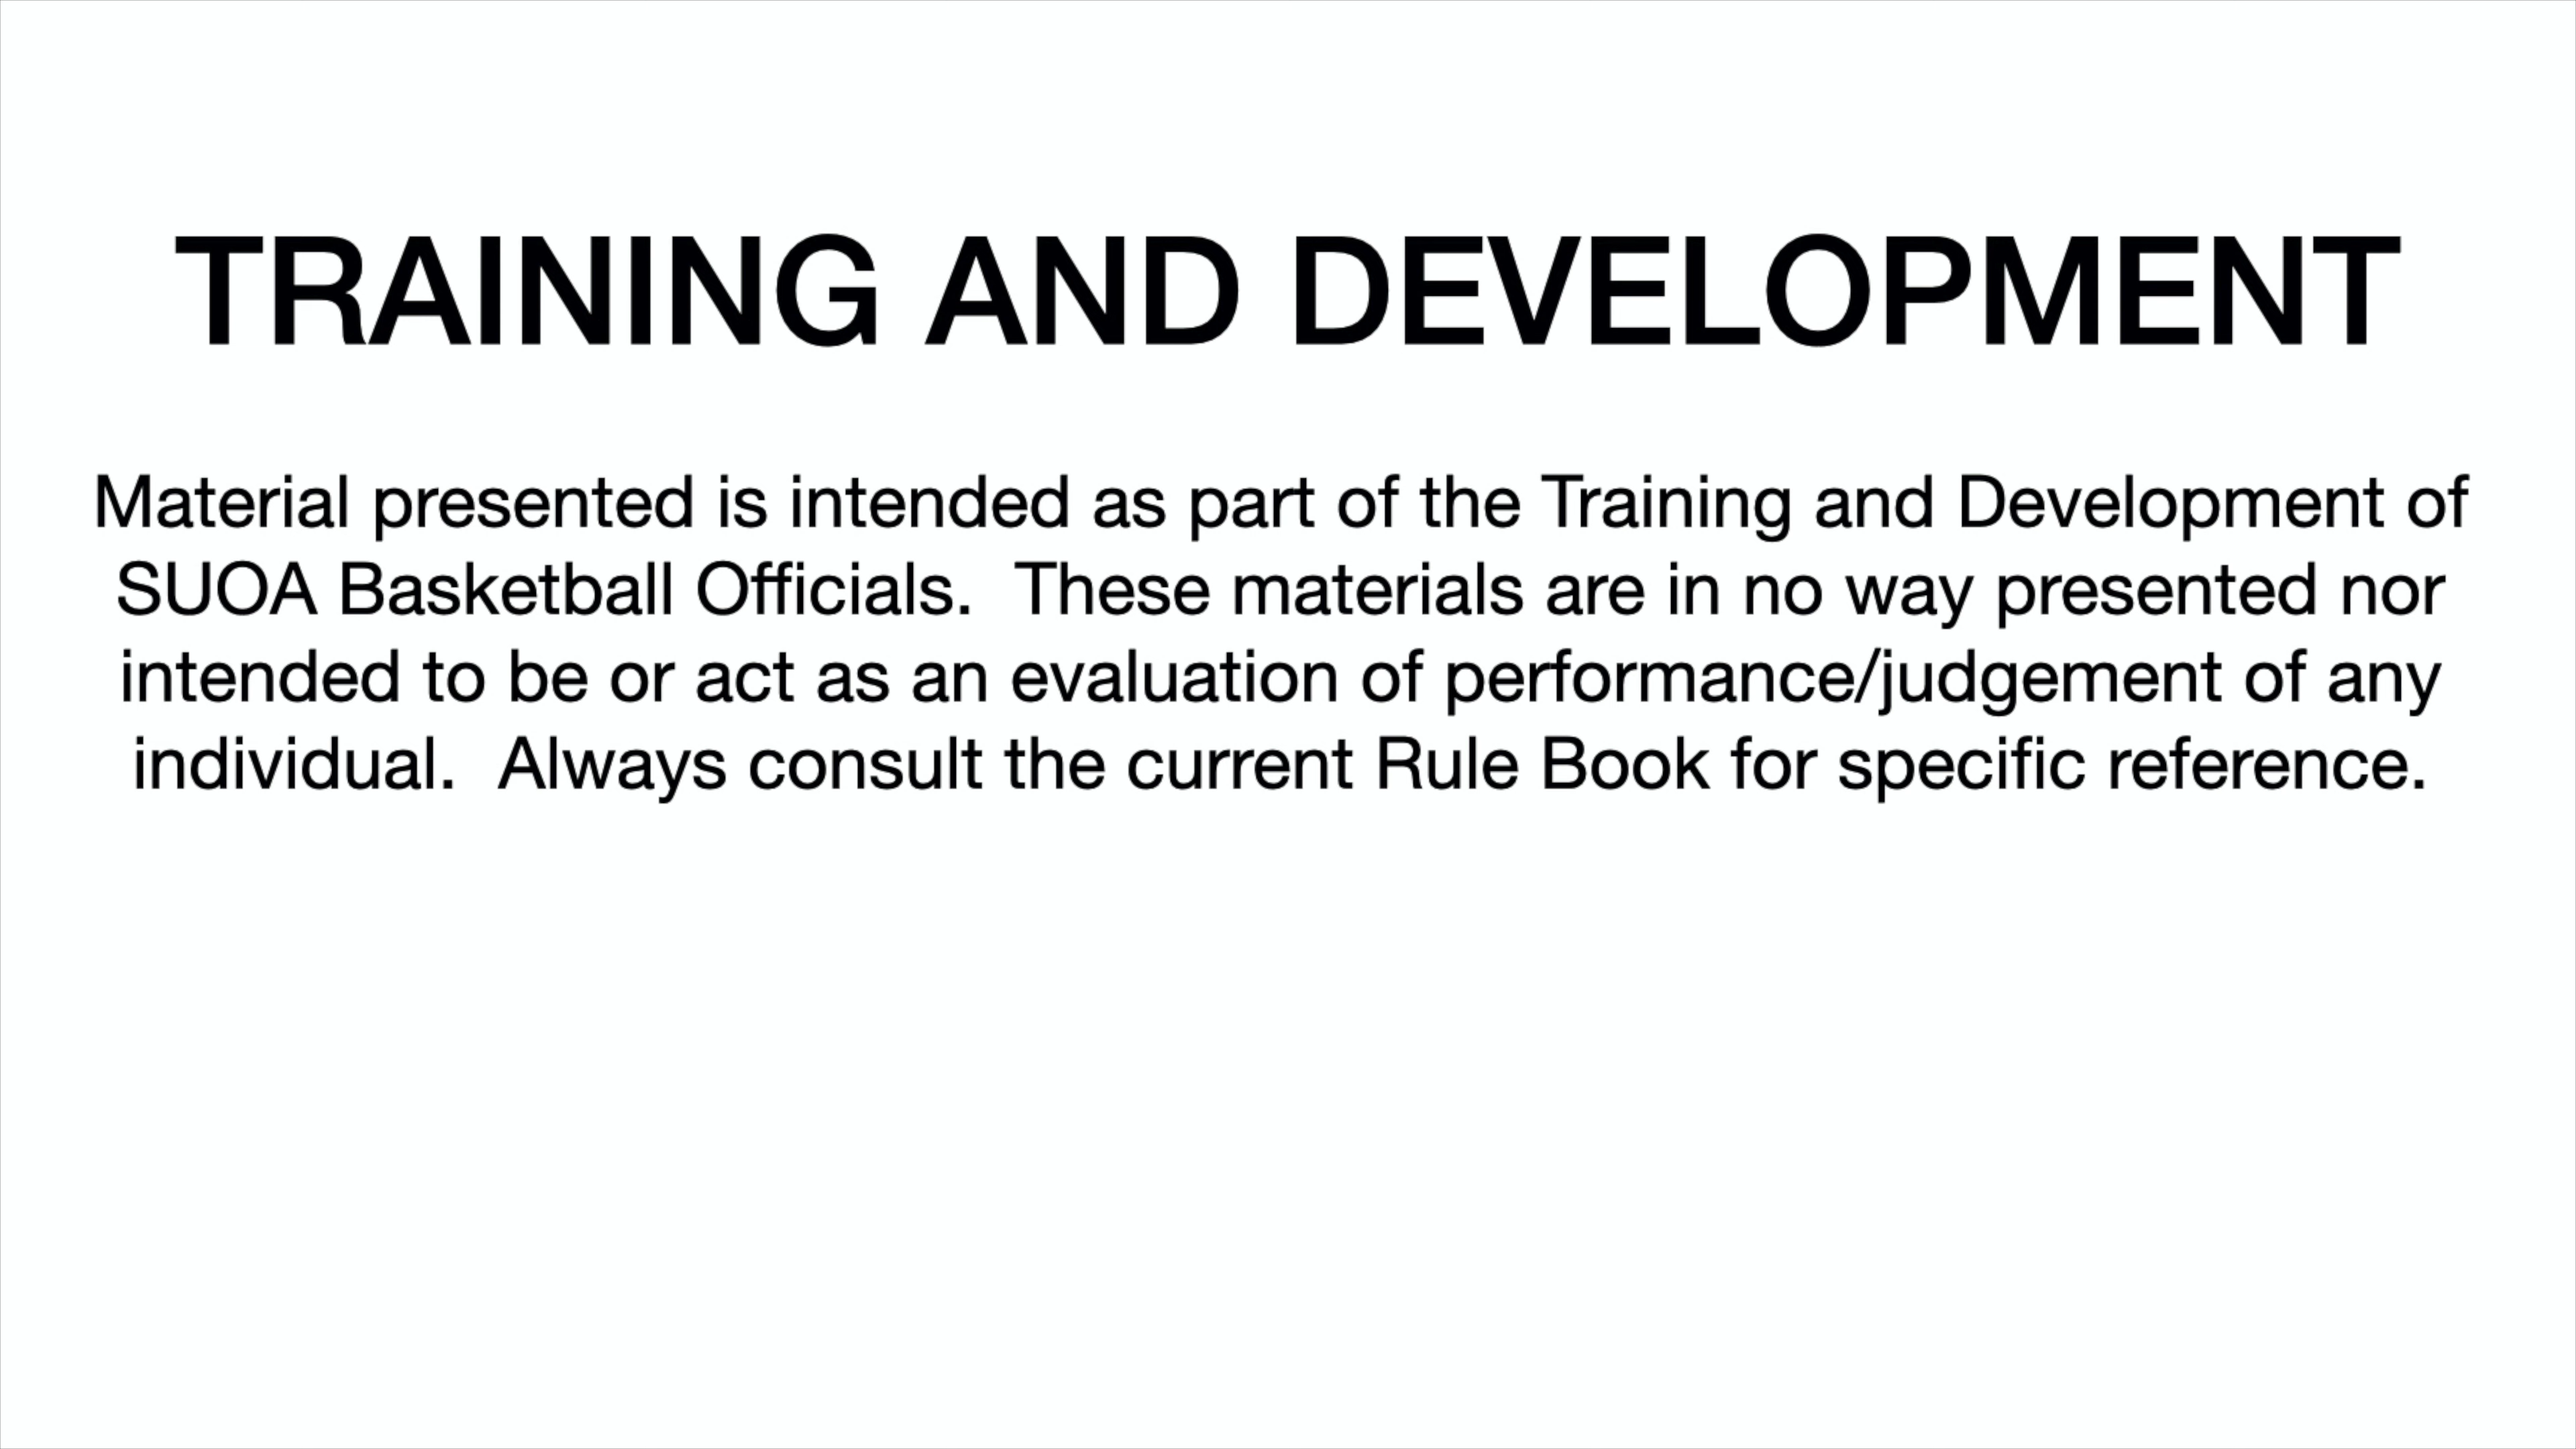 TRAINING AND DEVELOPMENT
Material presented is intended as part of the Training and Development of
SUOA Basketball Officials.  These materials are in no way presented nor
intended to be or act as an evaluation of performance/judgement of any
individual.  Always consult the current Rule Book for specific reference.